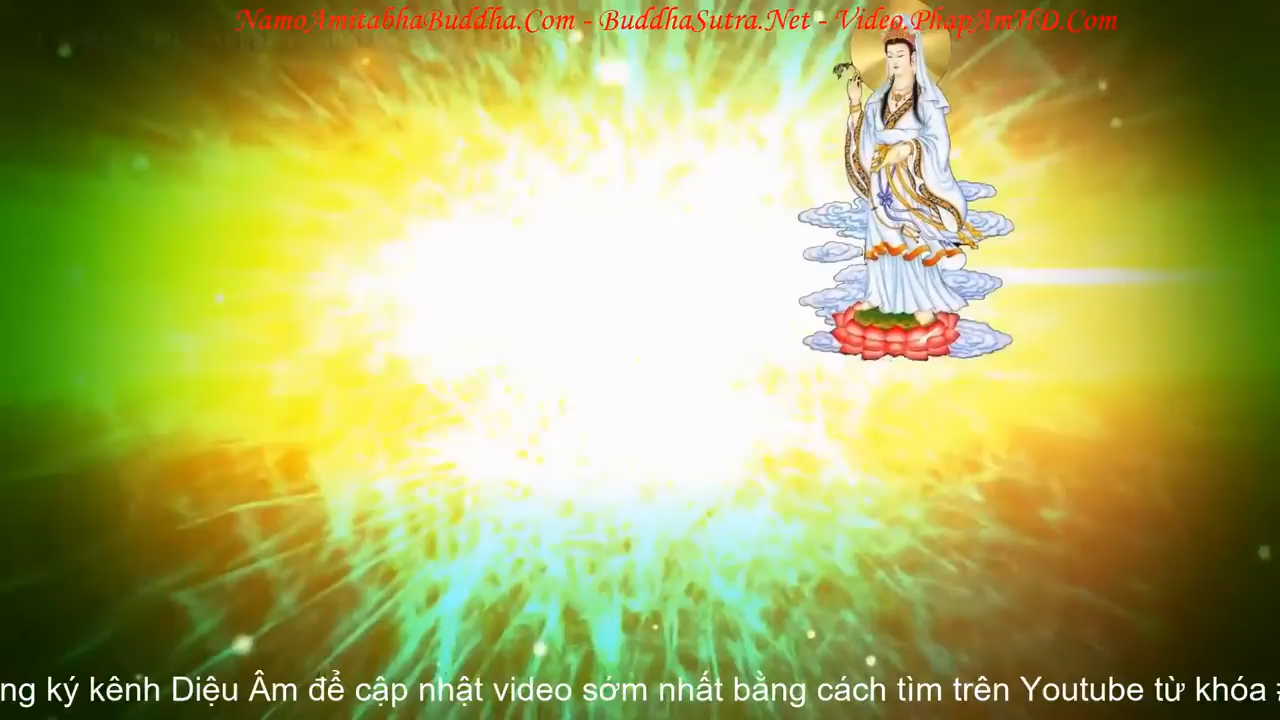 NamoAmitabhaBuddha.Com - BuddhaSutra.Net - Video.PhapAmHD.Com
ng ký kênh Diệu Âm để cập nhật video sớm nhất bằng cách tìm trên Youtube từ khóa